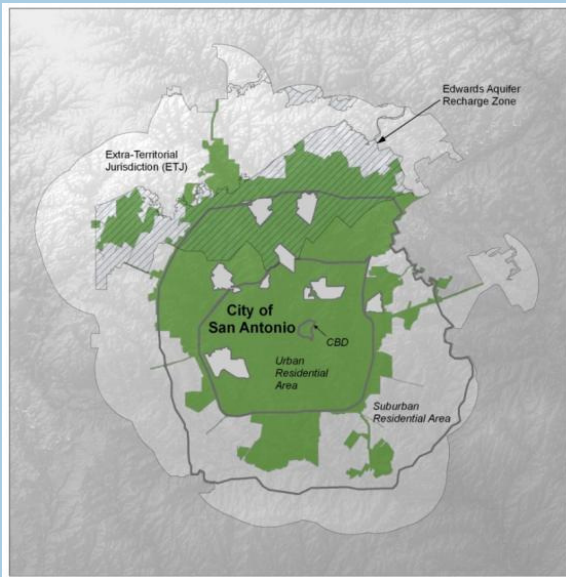 Edwards Aquifer
Recharge Zone
Extra-Territorial
Jurisdiction (ETJ)
City of
San Antonio
CBD
Urban
Residential
Area
Suburban
Residential Area